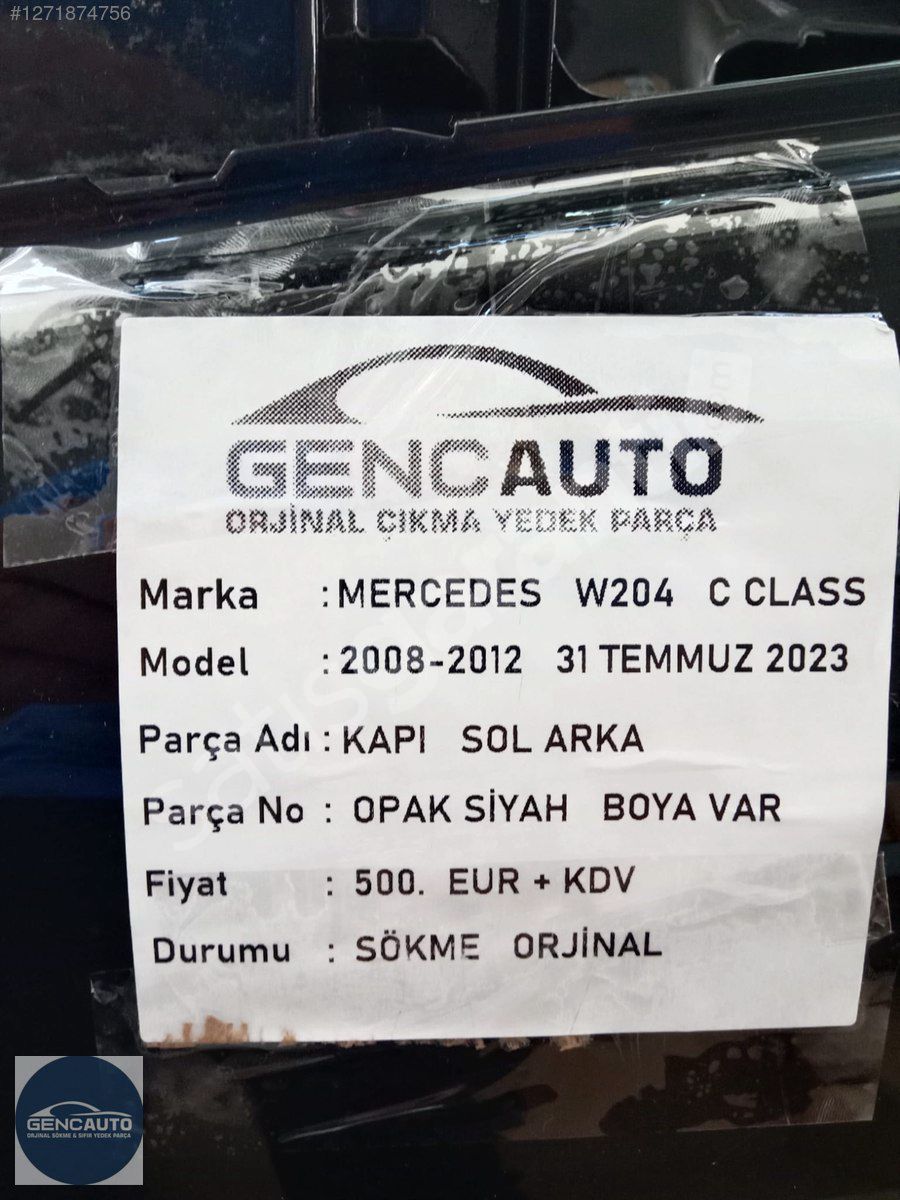 #1271874756
GENCAUTO
ORJİNAL ÇIKMA YEDEK PARÇA
Marka : MERCEDES W204 C CLASS
Model : 2008-2012 31 TEMMUZ 2023
Parça Adı : KAPI SOL ARKA
Parça No : OPAK SİYAH BOYA VAR
Fiyat : 500. EUR + KDV
Durumu : SÖKME ORJİNAL
GENCAUTO
ORJİNAL SÖKME & SIFIR YEDEK PARÇA